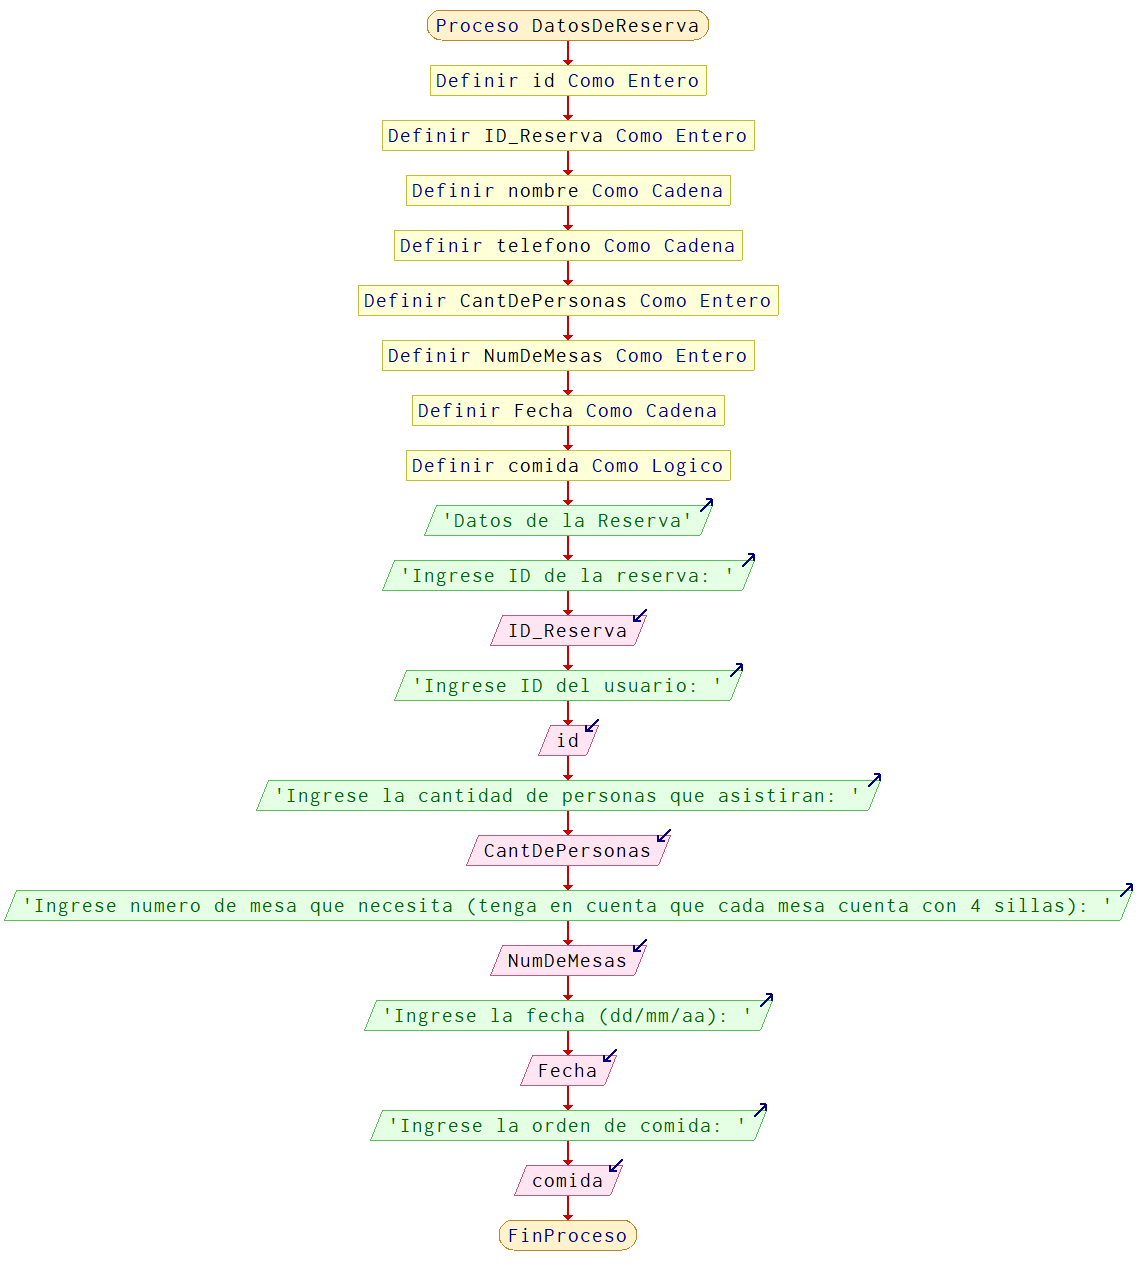 Proceso DatosDeReserva
Definir id Como Entero
Definir ID_Reserva Como Entero
Definir nombre Como Cadena
Definir telefono Como Cadena
Definir CantDePersonas Como Entero
Definir NumDeMesas Como Entero
Definir Fecha Como Cadena
Definir comida Como Logico
'Datos de la Reserva'
'Ingrese ID de la reserva: '
ID_Reserva
'Ingrese ID del usuario: '
id
'Ingrese la cantidad de personas que asistiran: '
CantDePersonas
'Ingrese numero de mesa que necesita (tenga en cuenta que cada mesa cuenta con 4 sillas): '
NumDeMesas
'Ingrese la fecha (dd/mm/aa): '
Fecha
'Ingrese la orden de comida: '
comida
FinProceso